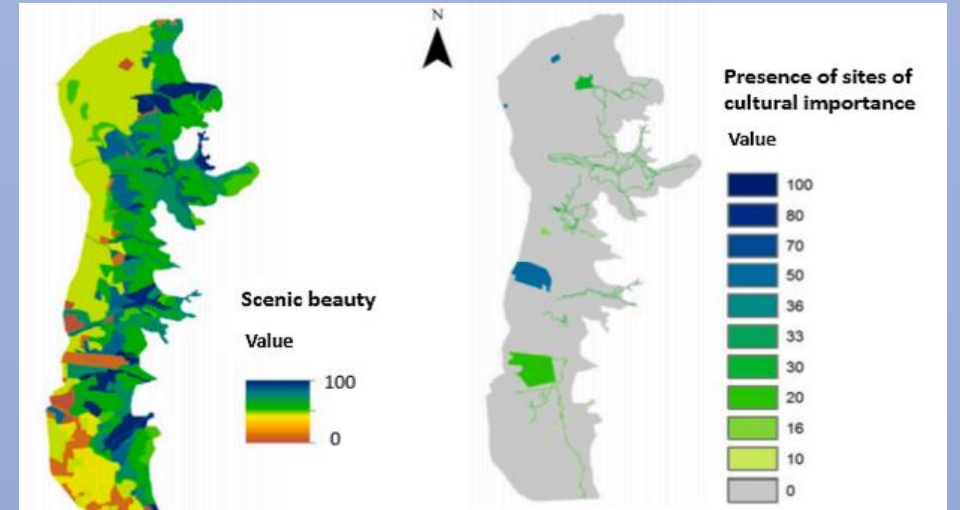 N
Scenic beauty
Value
100
0
Presence of sites of
cultural importance
Value
100
80
70
50
36
33
30
20
16
10
0